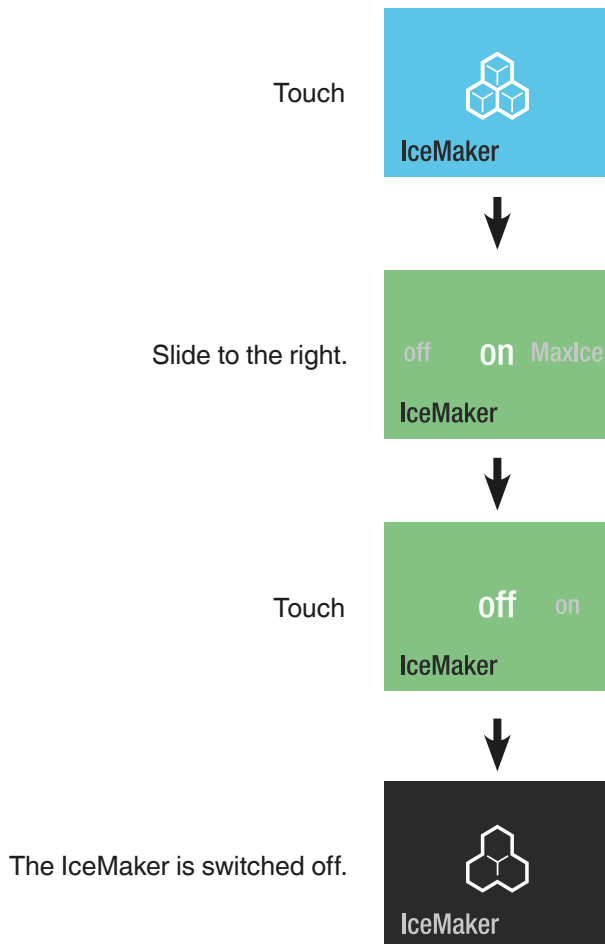 Touch
IceMaker
Slide to the right.
off on MaxIce
IceMaker
Touch
off on
IceMaker
The IceMaker is switched off.
IceMaker